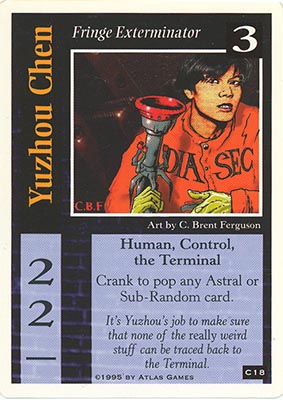 Yuzhou Chen
Fringe Exterminator
3
DIA SEC
C.B.F
Art by C. Brent Ferguson
2
2
Human, Control,
the Terminal
Crank to pop any Astral or
Sub-Random card.
It's Yuzhou's job to make sure
that none of the really weird
stuff can be traced back to
the Terminal.
©1995 by Atlas Games
C18